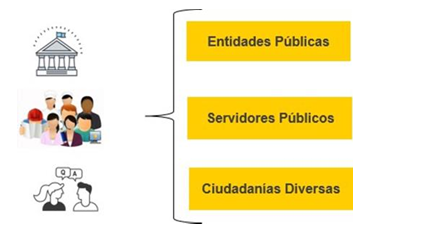 Entidades Públicas
Servidores Públicos
Q A
Ciudadanías Diversas